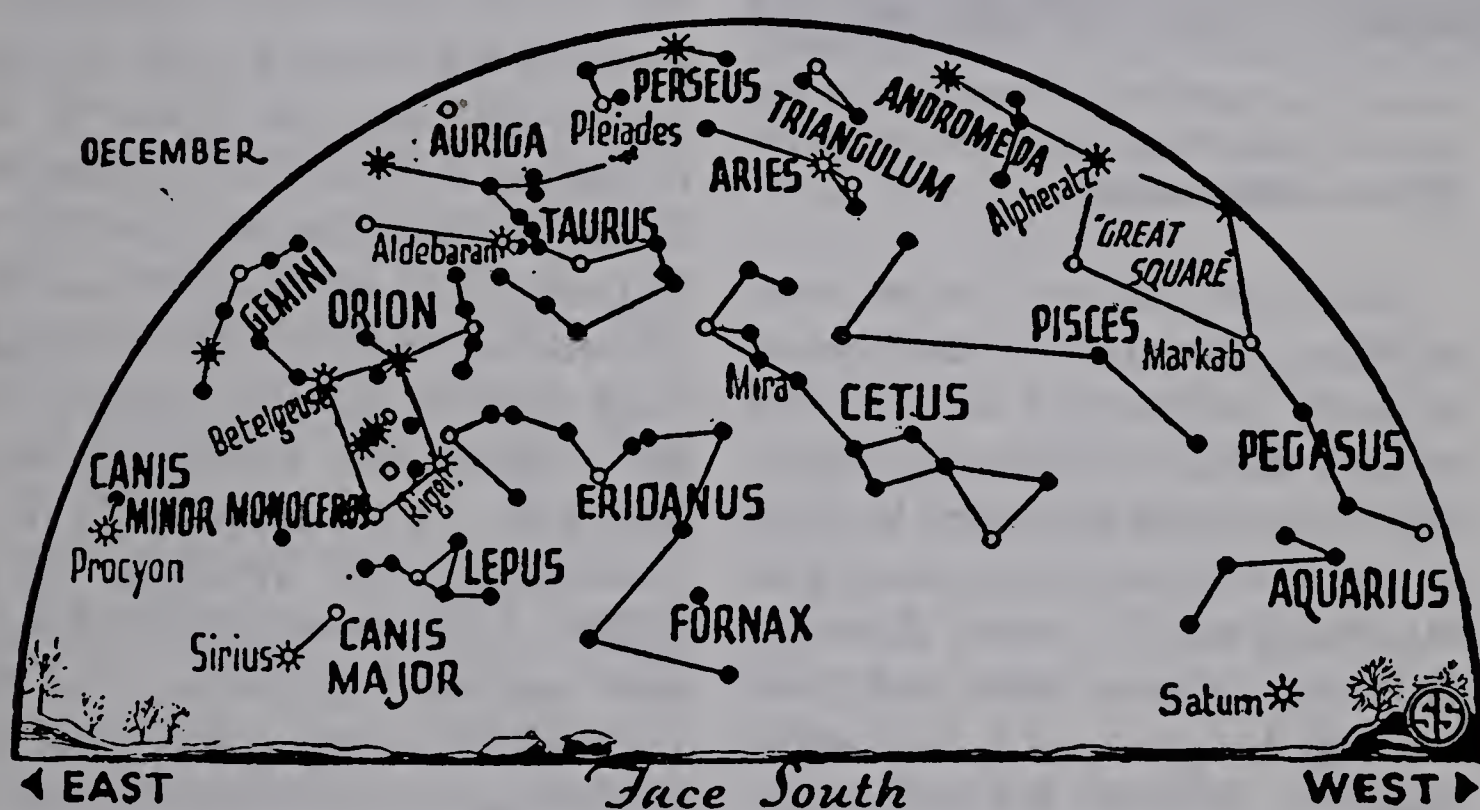 DECEMBER
PERSEUS
Pleiades
AURIGA
TRIANGULUM
ANDROMEDA
ARIES
Alpheratz
"GREAT
SQUARE"
TAURUS
Aldebaran
GEMINI
ORION
PISCES
Markab
Mira
CETUS
Betelgeuse
PEGASUS
CANIS
MINOR
MONOCEROS
Rigel
ERIDANUS
Procyon
LEPUS
AQUARIUS
FORNAX
Sirius
CANIS
MAJOR
Saturn
SS
EAST
Face South
WEST